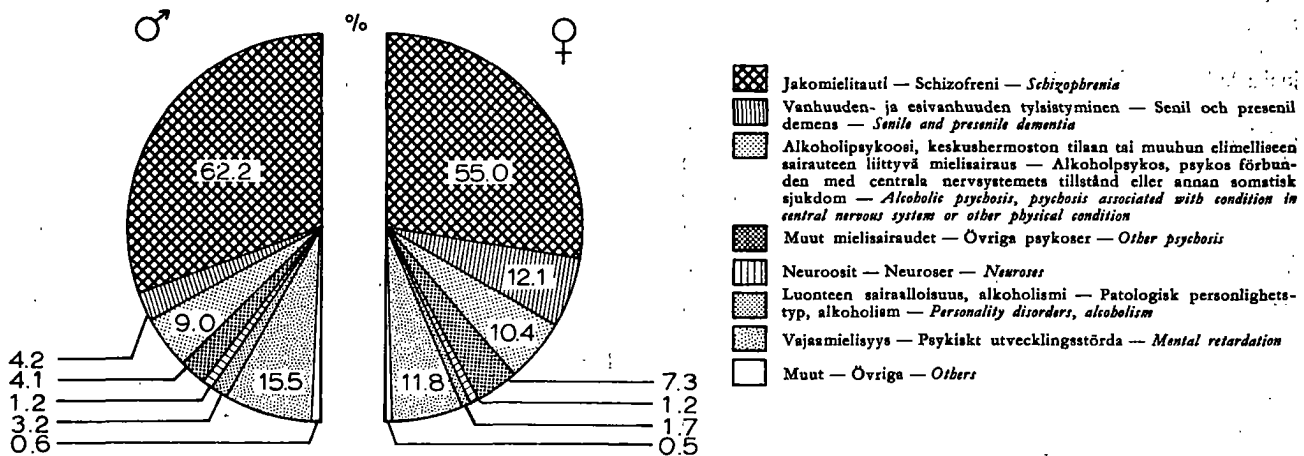 ♂ % ♀
62.2
55.0
12.1
9.0
10.4
15.5
11.8
4.2
4.1
1.2
3.2
0.6
7.3
1.2
1.7
0.5
Jakomielitauti — Schizofreni — Schizophrenia
Vanhuuden- ja esivanhuuden tylsistyminen — Senil och presenil
demens — Senile and presenile dementia
Alkoholipsykoosi, keskushermoston tilaan tai muuhun elimelliseen
sairauteen liittyvä mielisairaus — Alkoholpsykos, psykos förbun-
den med centrala nervsystemets tillstånd eller annan somatisk
sjukdom — Alcoholic psychosis, psychosis associated with condition in
central nervous system or other physical condition
Muut mielisairaudet — Övriga psykoser — Other psychosis
Neuroosit — Neuroser — Neuroses
Luonteen sairaalloisuus, alkoholismi — Patologisk personlighets-
typ, alkoholism — Personality disorders, alcoholism
Vajaamielisyys — Psykiskt utvecklingsstörda — Mental retardation
Muut — Övriga — Others